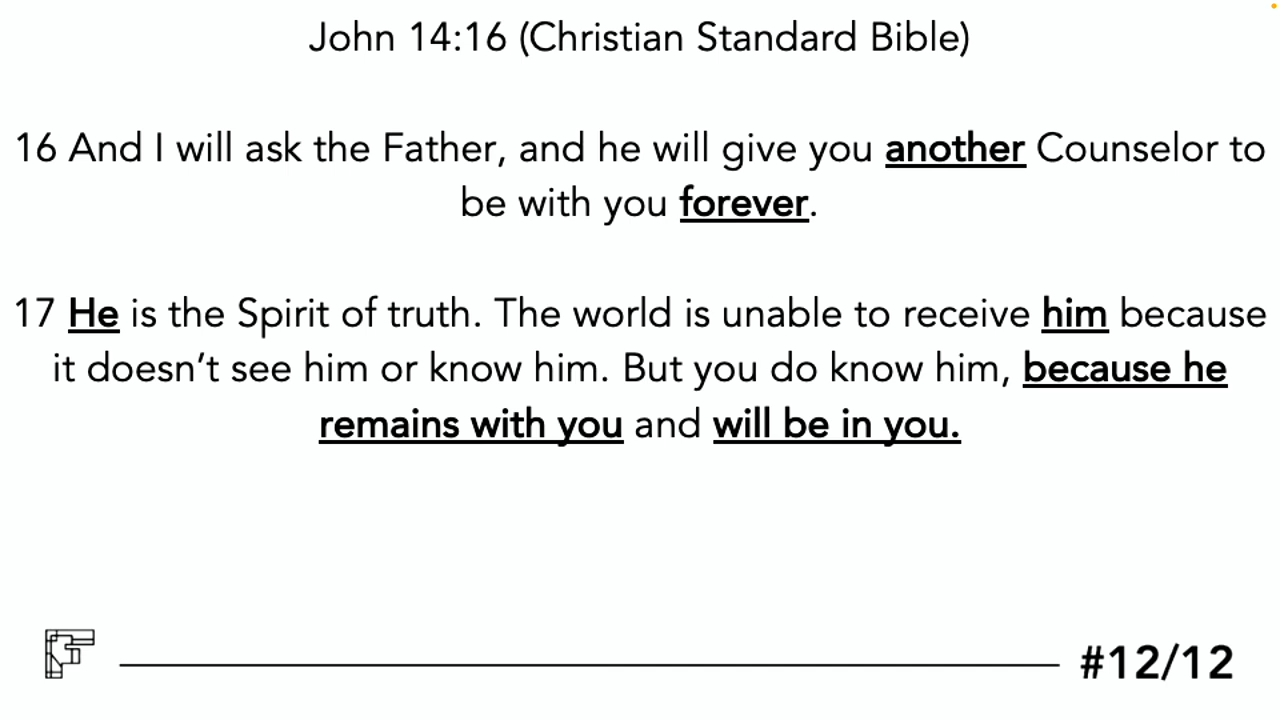 John 14:16 (Christian Standard Bible)
16 And I will ask the Father, and he will give you another Counselor to
be with you forever.
17 He is the Spirit of truth. The world is unable to receive him because
it doesn’t see him or know him. But you do know him, because he
remains with you and will be in you.
#12/12